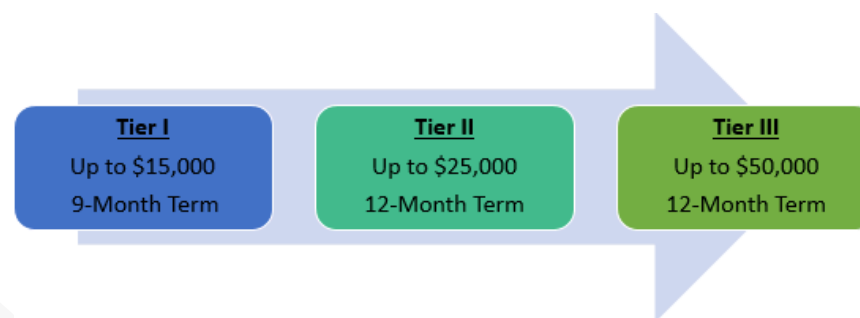 Tier I
Up to $15,000
9-Month Term
Tier II
Up to $25,000
12-Month Term
Tier III
Up to $50,000
12-Month Term